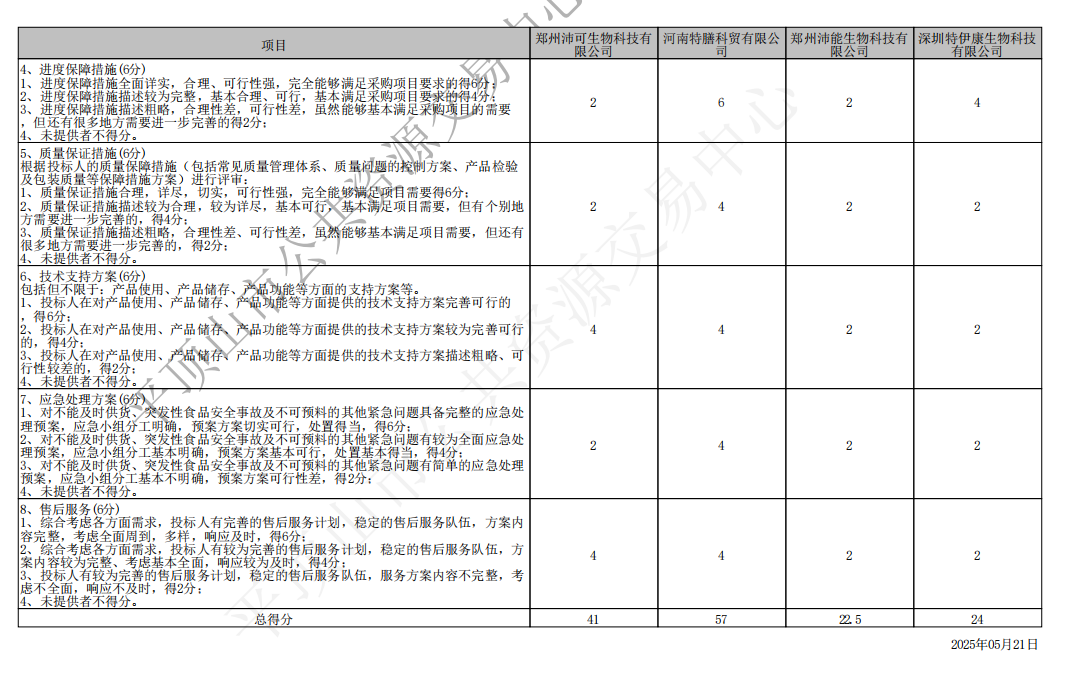 项目
郑州沛可生物科技有限公司
河南特膳科贸有限公司
郑州沛能生物科技有限公司
深圳特伊康生物科技有限公司
4、进度保障措施(6分)
1、进度保障措施全面详实，合理、可行性强，完全能够满足采购项目要求的得6分；
2、进度保障措施描述较为完整，基本合理、可行，基本满足采购项目要求的得4分；
3、进度保障措施描述粗略，合理性差，可行性差，虽然能够基本满足采购项目的需要
，但还有很多地方需要进一步完善的得2分；
4、未提供者不得分。
2 6 2 4
5、质量保证措施(6分)
根据投标人的质量保障措施（包括常见质量管理体系、质量问题的控制方案、产品检验
及包装质量等保障措施方案）进行评审：
1、质量保证措施合理，详尽，切实，可行性强，完全能够满足项目需要得6分；
2、质量保证措施描述较为合理，较为详尽，基本可行，基本满足项目需要，但有个别地
方需要进一步完善的，得4分；
3、质量保证措施描述粗略，合理性差、可行性差，虽然能够基本满足项目需要，但还有
很多地方需要进一步完善的，得2分；
4、未提供者不得分。
2 4 2 2
6、技术支持方案(6分)
包括但不限于：产品使用、产品储存、产品功能等方面的支持方案等。
1、投标人在对产品使用、产品储存、产品功能等方面提供的技术支持方案完善可行的
，得6分；
2、投标人在对产品使用、产品储存、产品功能等方面提供的技术支持方案较为完善可行
的，得4分；
3、投标人在对产品使用、产品储存、产品功能等方面提供的技术支持方案描述粗略、可
行性较差的，得2分；
4、未提供者不得分。
4 4 2 2
7、应急处理方案(6分)
1、对不能及时供货、突发性食品安全事故及不可预料的其他紧急问题具备完整的应急处
理预案，应急小组分工明确，预案方案切实可行，处置得当，得6分；
2、对不能及时供货、突发性食品安全事故及不可预料的其他紧急问题有较为全面应急处
理预案，应急小组分工基本明确，预案方案基本可行，处置基本得当，得4分；
3、对不能及时供货、突发性食品安全事故及不可预料的其他紧急问题有简单的应急处理
预案，应急小组分工基本不明确，预案方案可行性差，得2分；
4、未提供者不得分。
2 4 2 2
8、售后服务(6分)
1、综合考虑各方面需求，投标人有完善的售后服务计划，稳定的售后服务队伍，方案内
容完整，考虑全面周到，多样，响应及时，得6分；
2、综合考虑各方面需求，投标人有较为完善的售后服务计划，稳定的售后服务队伍，方
案内容较为完整、考虑基本全面，响应较为及时，得4分；
3、投标人有较为完善的售后服务计划，稳定的售后服务队伍，服务方案内容不完整，考
虑不全面，响应不及时，得2分；
4、未提供者不得分。
4 4 2 2
总得分 41 57 22.5 24
2025年05月21日
平顶山市公共资源交易中心
平顶山市公共资源交易中心